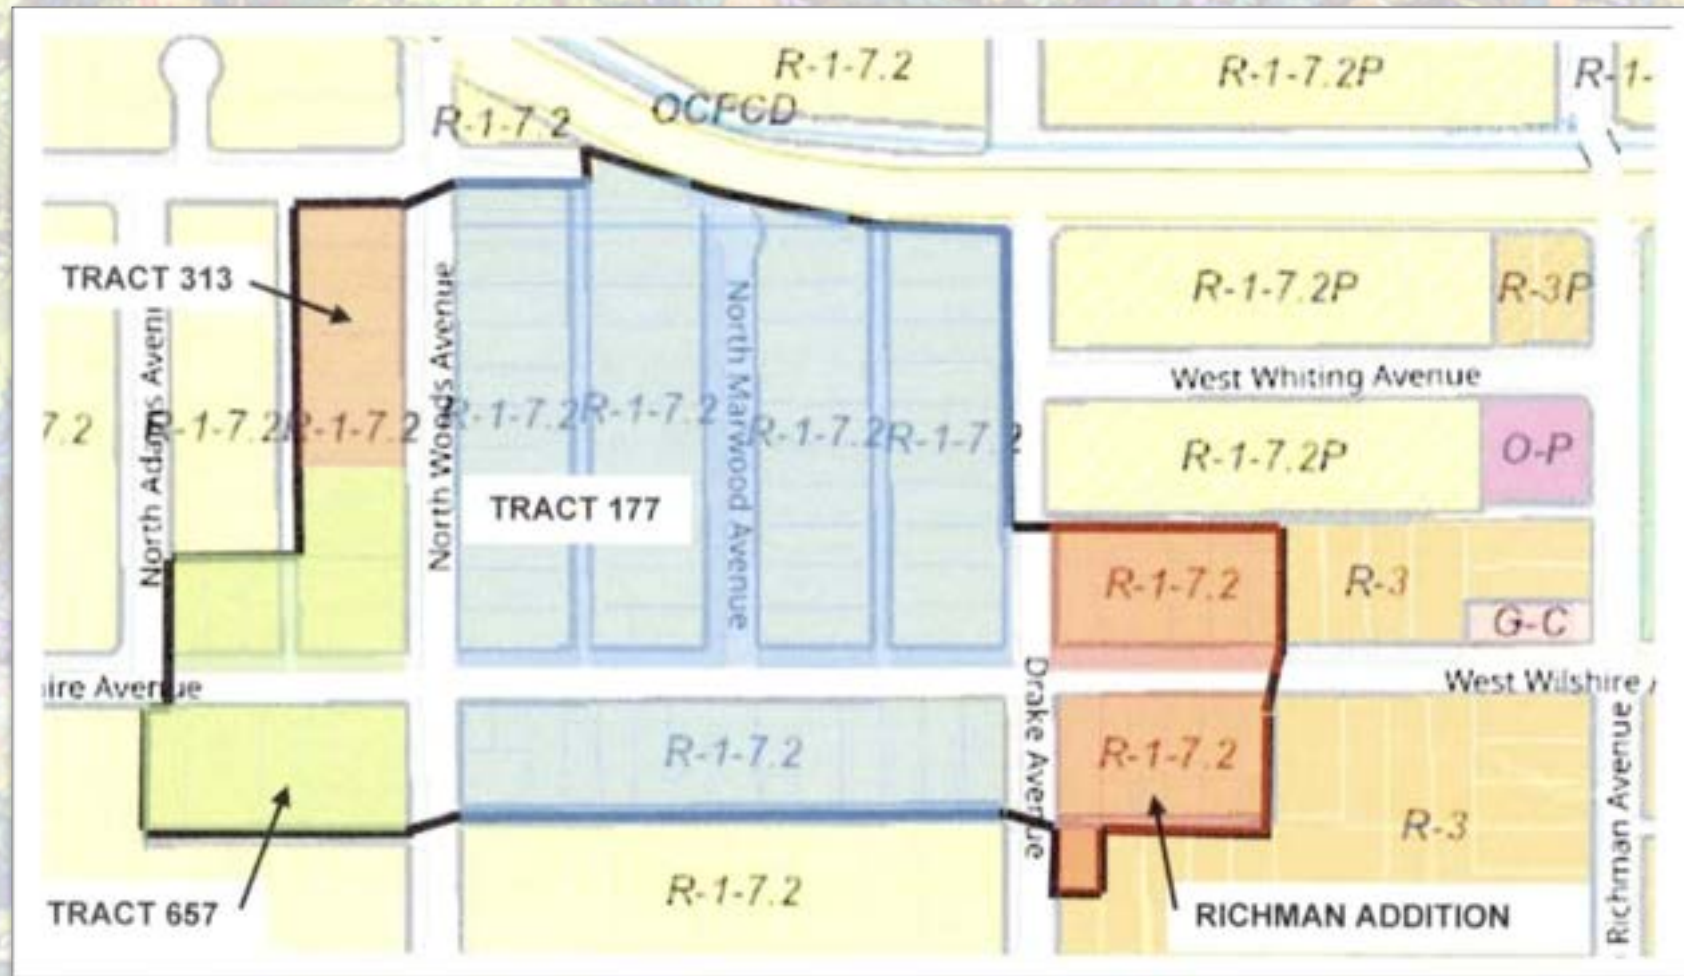 R-1-7.2
R-1-7.2P
R-1-
OCFCD
R-1-7.2
TRACT 313
R-1-7.2P
R-3P
West Whiting Avenue
North Adams Avenu
North Woods Avenue
North Marwood Avenue
7.2
R-1-7.2
R-1-7.2
R-1-7.2
R-1-7.2
R-1-7.2
R-1-7.2
R-1-7.2P
O-P
TRACT 177
R-1-7.2
R-3
G-C
ire Avenue
Drake Avenue
West Wilshire
Richman Avenue
R-1-7.2
R-1-7.2
R-3
R-1-7.2
TRACT 657
RICHMAN ADDITION